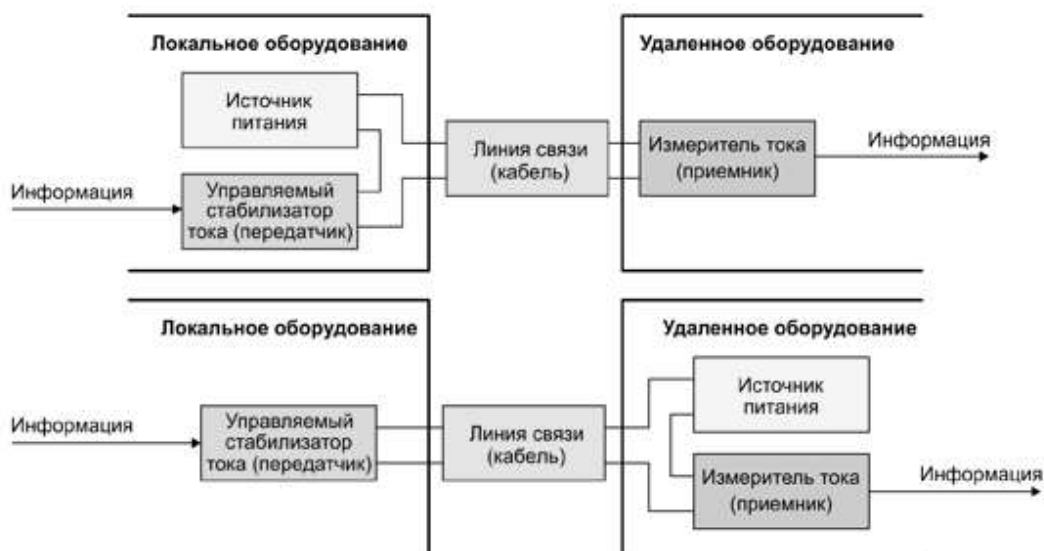 Локальное оборудование
Удаленное оборудование
Источник
питания
Линия связи
(кабель)
Измеритель тока
(приемник)
Информация
Информация
Управляемый
стабилизатор
тока (передатчик)
Локальное оборудование
Удаленное оборудование
Источник
питания
Информация
Управляемый
стабилизатор
тока (передатчик)
Линия связи
(кабель)
Измеритель тока
(приемник)
Информация